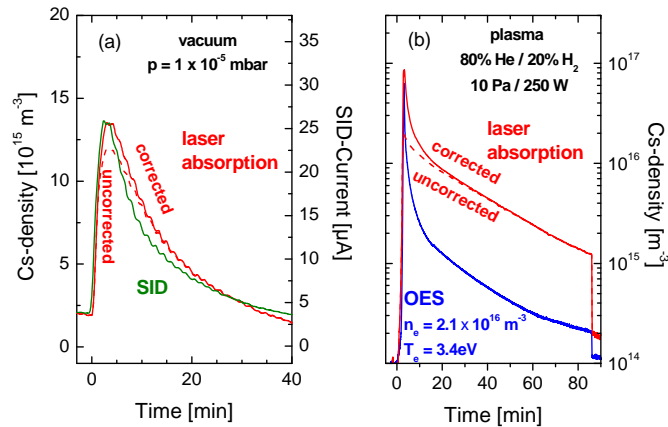 (a)
vacuum
p = 1 x 10⁻⁵ mbar
laser
absorption
corrected
uncorrected
SID
Cs-density [10¹⁵ m⁻³]
20
15
10
5
0
SID-Current [µA]
35
30
25
20
15
10
5
0
0
20
40
Time [min]
(b)
plasma
80% He / 20% H₂
10 Pa / 250 W
laser
absorption
corrected
uncorrected
OES
nₑ = 2.1 x 10¹⁶ m⁻³
Tₑ = 3.4eV
10¹⁷
10¹⁶
10¹⁵
10¹⁴
Cs-density [m⁻³]
0
20
40
60
80
Time [min]